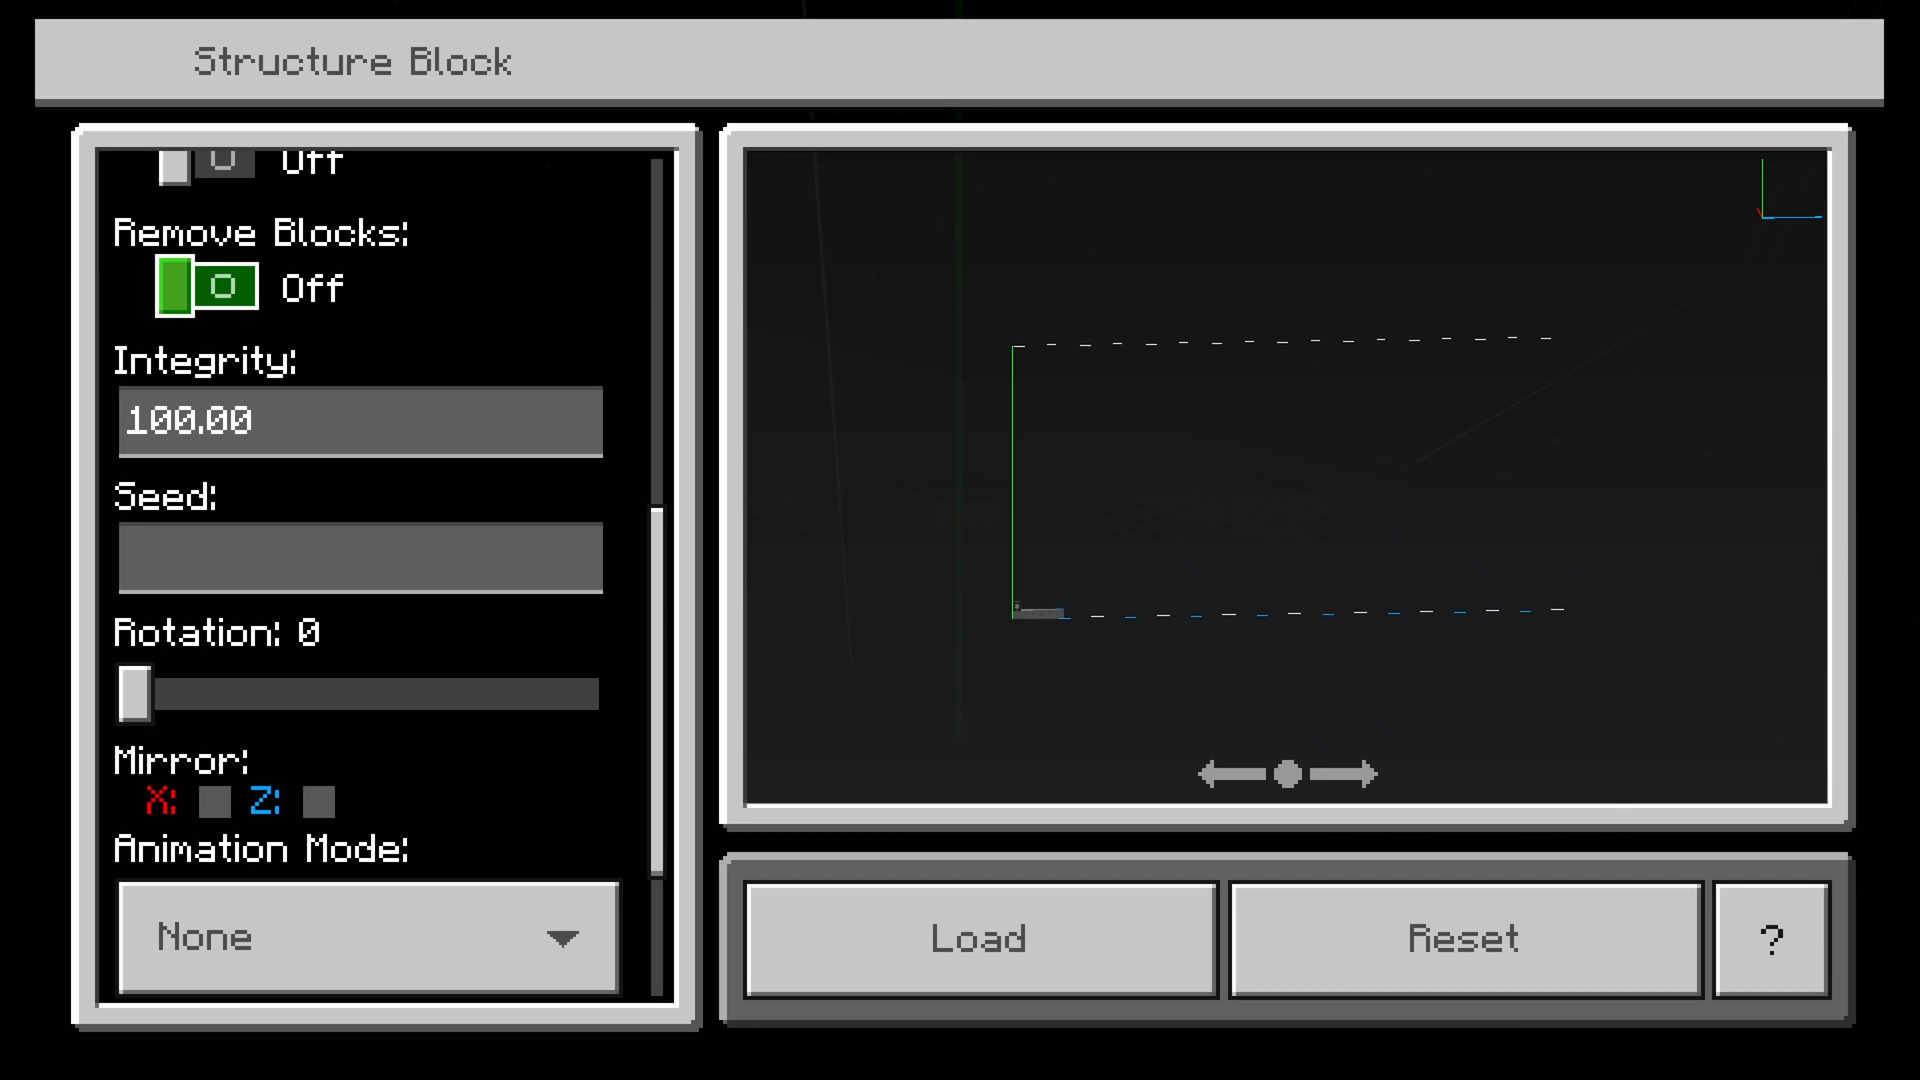 Structure Block
Off
Remove Blocks:
Off
Integrity:
100.00
Seed:
Rotation: 0
Mirror:
X: Z:
Animation Mode:
None
Load
Reset
?